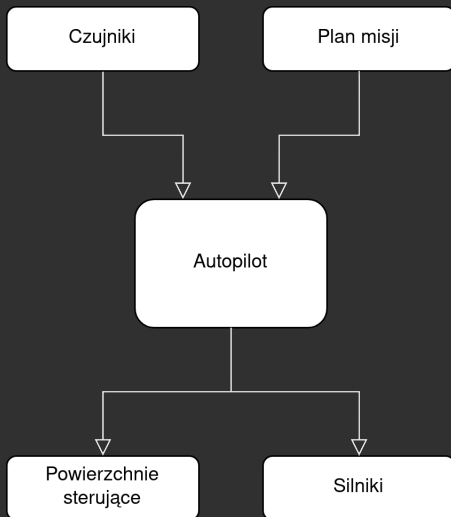 Czujniki
Plan misji
Autopilot
Powierzchnie
sterujące
Silniki